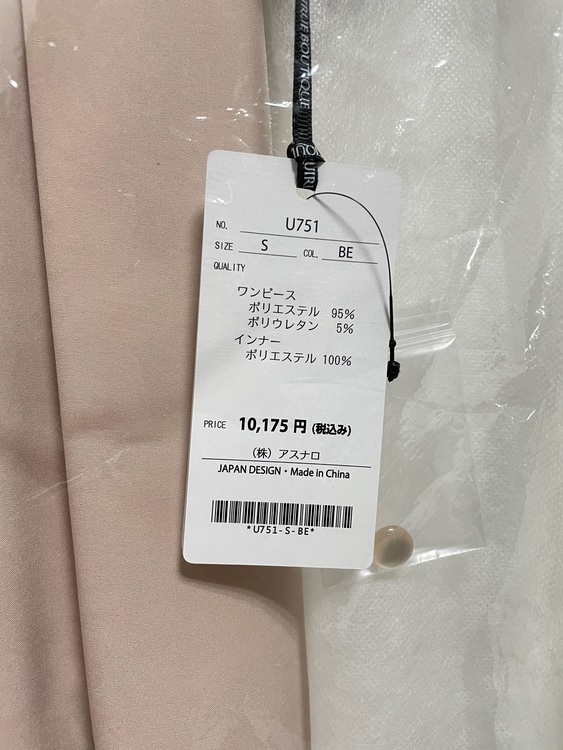 TRUE BOUTIQUE
NO. U751
SIZE S COL. BE
QUALITY
ワンピース
ポリエステル 95%
ポリウレタン 5%
インナー
ポリエステル 100%
PRICE 10,175 円 (税込み)
(株) アスナロ
JAPAN DESIGN・Made in China
*U751-S-BE*